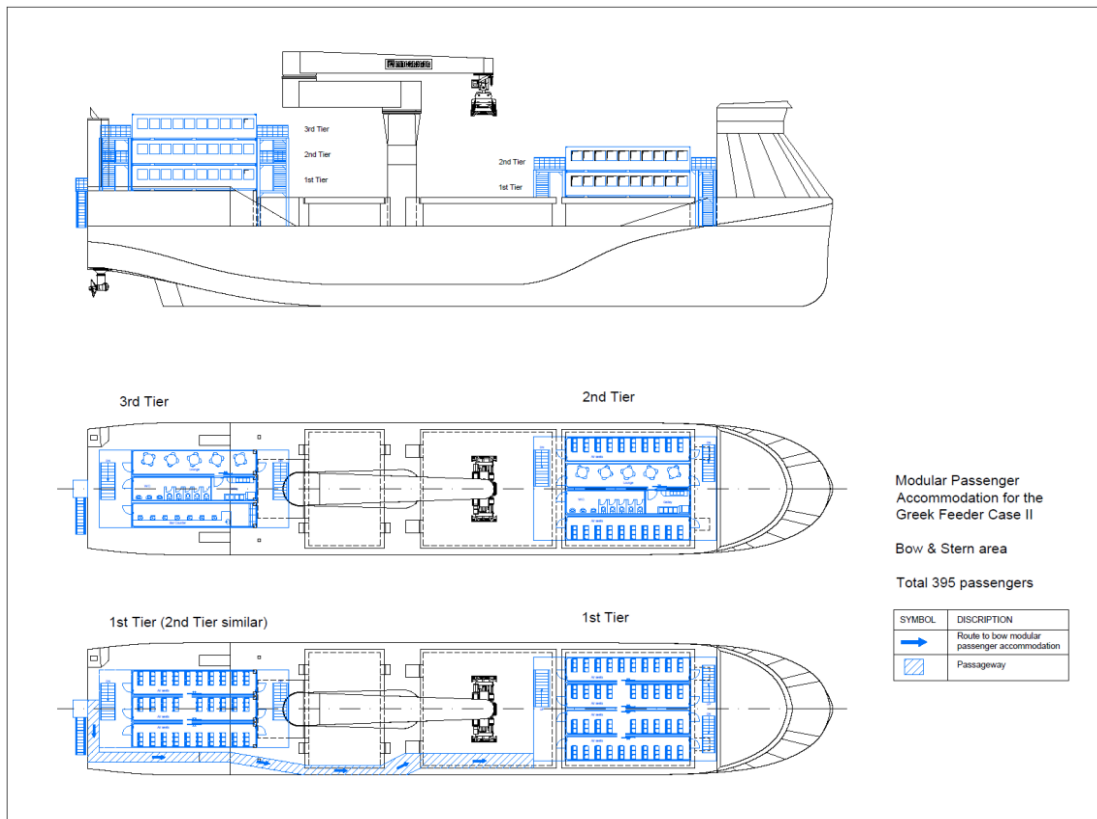 3rd Tier
2nd Tier
1st Tier
2nd Tier
1st Tier
3rd Tier
2nd Tier
Lounge
Lounge
Modular Passenger
Accommodation for the
Greek Feeder Case II
Bow & Stern area
Total 395 passengers
1st Tier (2nd Tier similar)
1st Tier
SYMBOL DISCRIPTION
Route to bow modular
passenger accommodation
Passageway